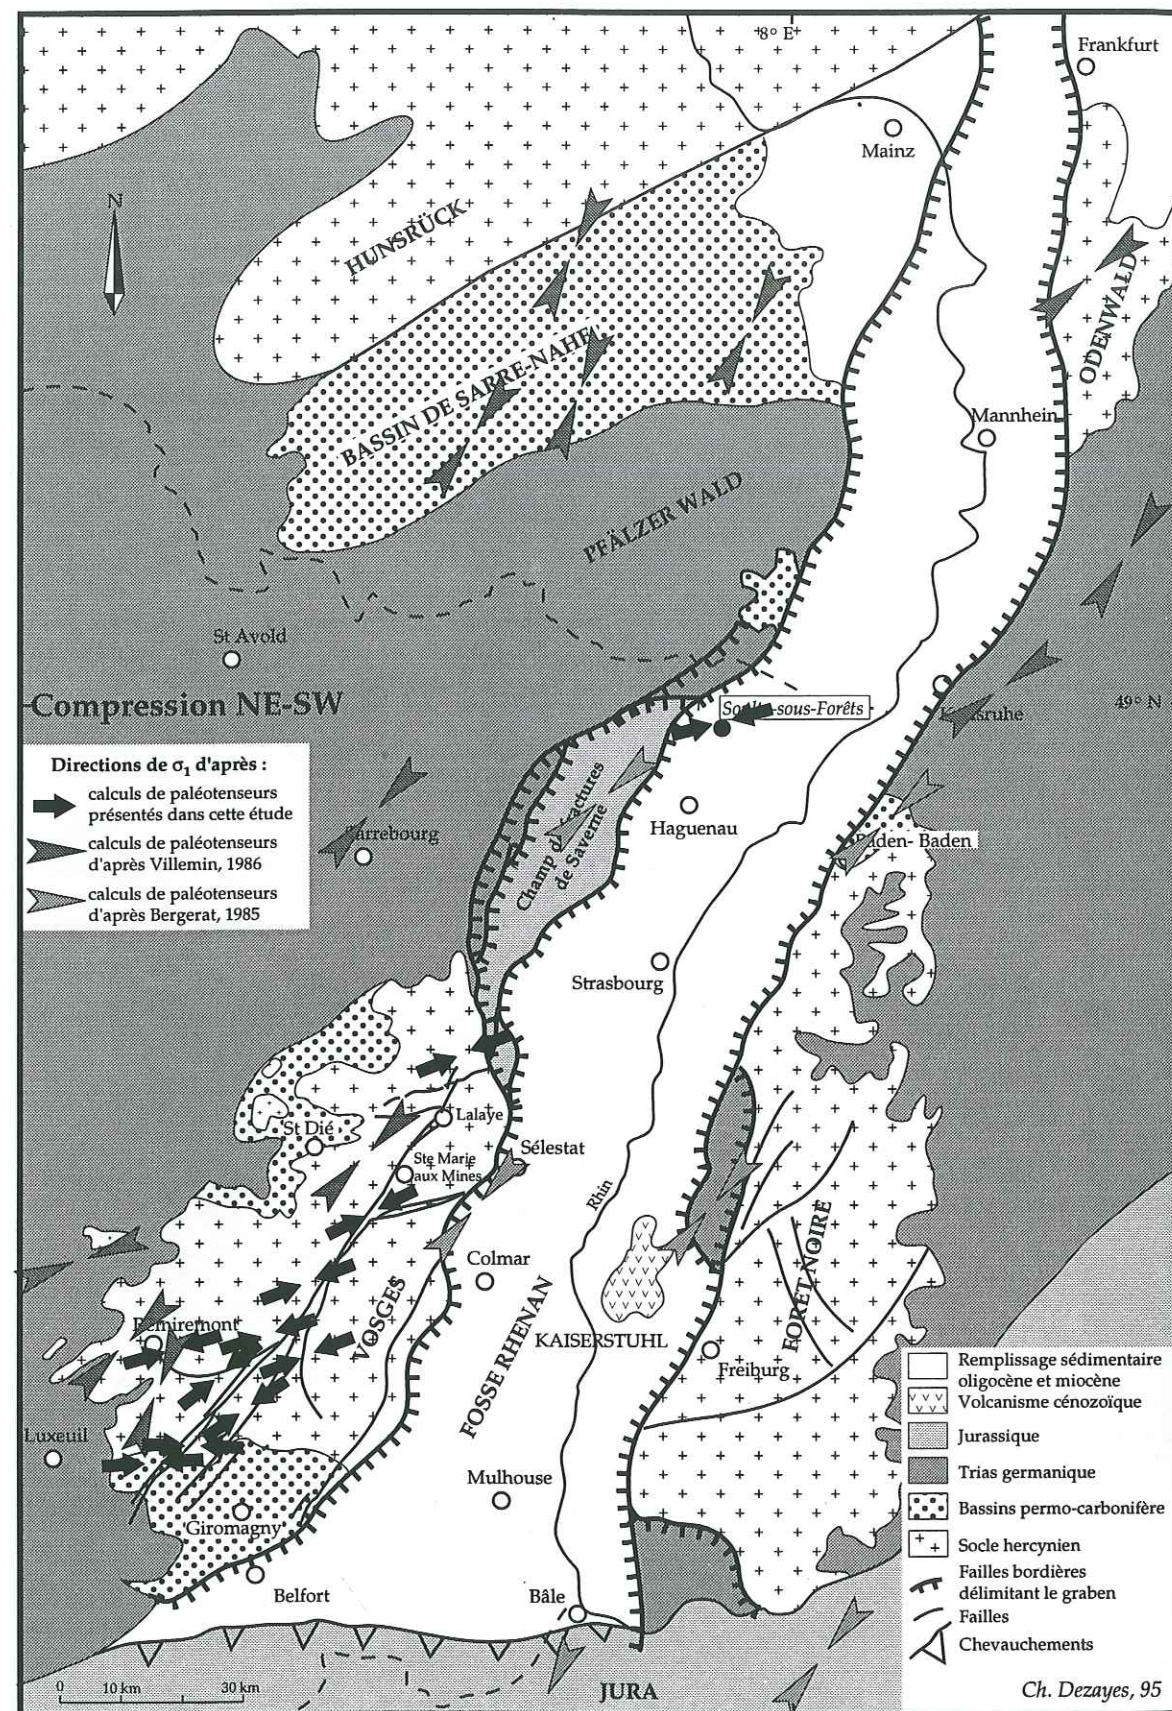 8° E
Frankfurt
Mainz
N
HUNSRÜCK
ODENWALD
BASSIN DE SARRE-NAHE
Mannhein
PFÄLZER WALD
St Avold
Compression NE-SW
Soultz-sous-Forêts
49° N
Directions de σ1 d'après :
calculs de paléotenseurs
présentés dans cette étude
calculs de paléotenseurs
d'après Villemin, 1986
calculs de paléotenseurs
d'après Bergerat, 1985
Haguenau
Champ de fractures
de Saverne
Baden-Baden
Strasbourg
Lalaye
St Dié
Ste Marie
aux Mines
Sélestat
Rhin
Colmar
VOSGES
FOSSE RHENAN
KAISERSTUHL
FORET NOIRE
Remiremont
Freiburg
Luxeuil
Mulhouse
Giromagny
Belfort
Bâle
Remplissage sédimentaire
oligocène et miocène
Volcanisme cénozoïque
Jurassique
Trias germanique
Bassins permo-carbonifère
Socle hercynien
Failles bordières
délimitant le graben
Failles
Chevauchements
0 10 km 30 km
JURA
Ch. Dezayes, 95